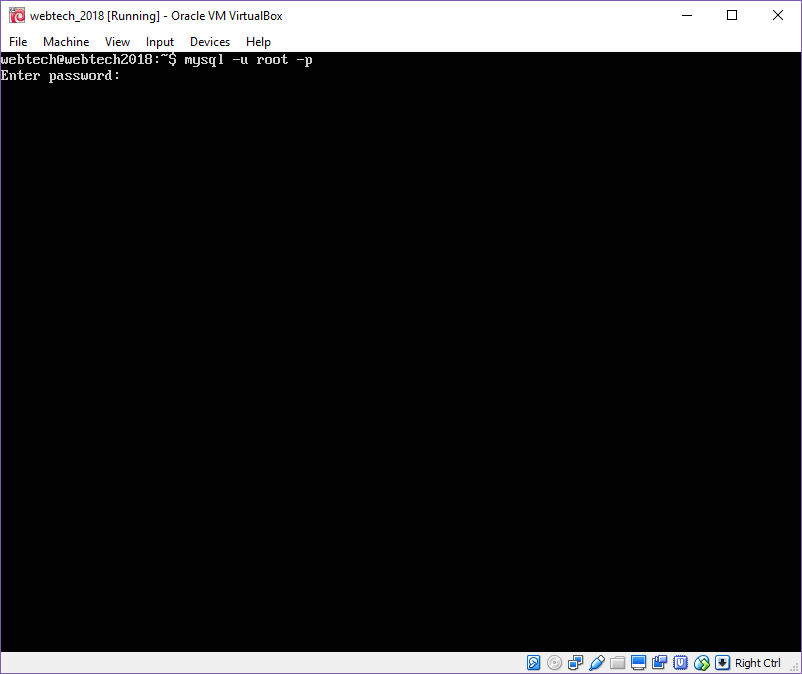 webtech_2018 [Running] - Oracle VM VirtualBox
File Machine View Input Devices Help
webtech@webtech2018:~$ mysql -u root -p
Enter password:
Right Ctrl